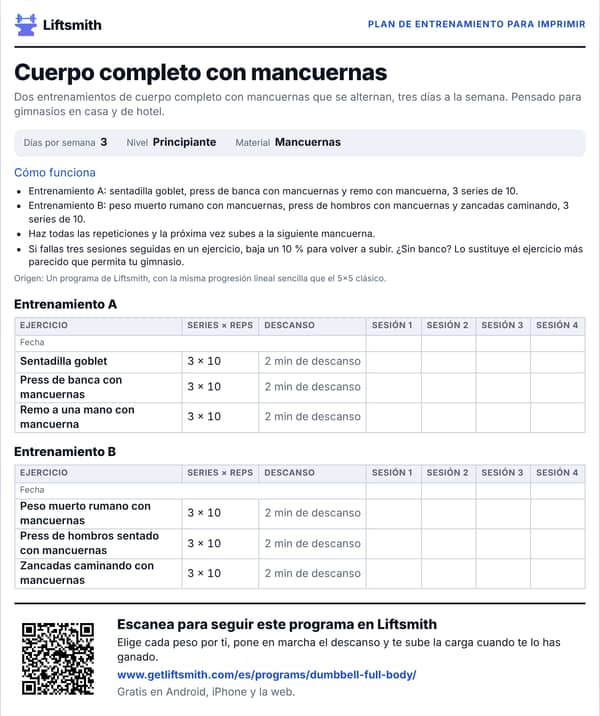 Liftsmith
PLAN DE ENTRENAMIENTO PARA IMPRIMIR
Cuerpo completo con mancuernas
Dos entrenamientos de cuerpo completo con mancuernas que se alternan, tres días a la semana. Pensado para
gimnasios en casa y de hotel.
Días por semana 3 Nivel Principiante Material Mancuernas
Cómo funciona
• Entrenamiento A: sentadilla goblet, press de banca con mancuernas y remo con mancuerna, 3 series de 10.
• Entrenamiento B: peso muerto rumano con mancuernas, press de hombros con mancuernas y zancadas caminando, 3
series de 10.
• Haz todas las repeticiones y la próxima vez subes a la siguiente mancuerna.
• Si fallas tres sesiones seguidas en un ejercicio, baja un 10 % para volver a subir. ¿Sin banco? Lo sustituye el ejercicio más
parecido que permita tu gimnasio.
Origen: Un programa de Liftsmith, con la misma progresión lineal sencilla que el 5×5 clásico.
Entrenamiento A
EJERCICIO SERIES × REPS DESCANSO SESIÓN 1 SESIÓN 2 SESIÓN 3 SESIÓN 4
Fecha
Sentadilla goblet 3 × 10 2 min de descanso
Press de banca con
mancuernas 3 × 10 2 min de descanso
Remo a una mano con
mancuerna 3 × 10 2 min de descanso
Entrenamiento B
EJERCICIO SERIES × REPS DESCANSO SESIÓN 1 SESIÓN 2 SESIÓN 3 SESIÓN 4
Fecha
Peso muerto rumano con
mancuernas 3 × 10 2 min de descanso
Press de hombros sentado
con mancuernas 3 × 10 2 min de descanso
Zancadas caminando con
mancuernas 3 × 10 2 min de descanso
Escanea para seguir este programa en Liftsmith
Elige cada peso por ti, pone en marcha el descanso y te sube la carga cuando te lo has
ganado.
www.getliftsmith.com/es/programs/dumbbell-full-body/
Gratis en Android, iPhone y la web.